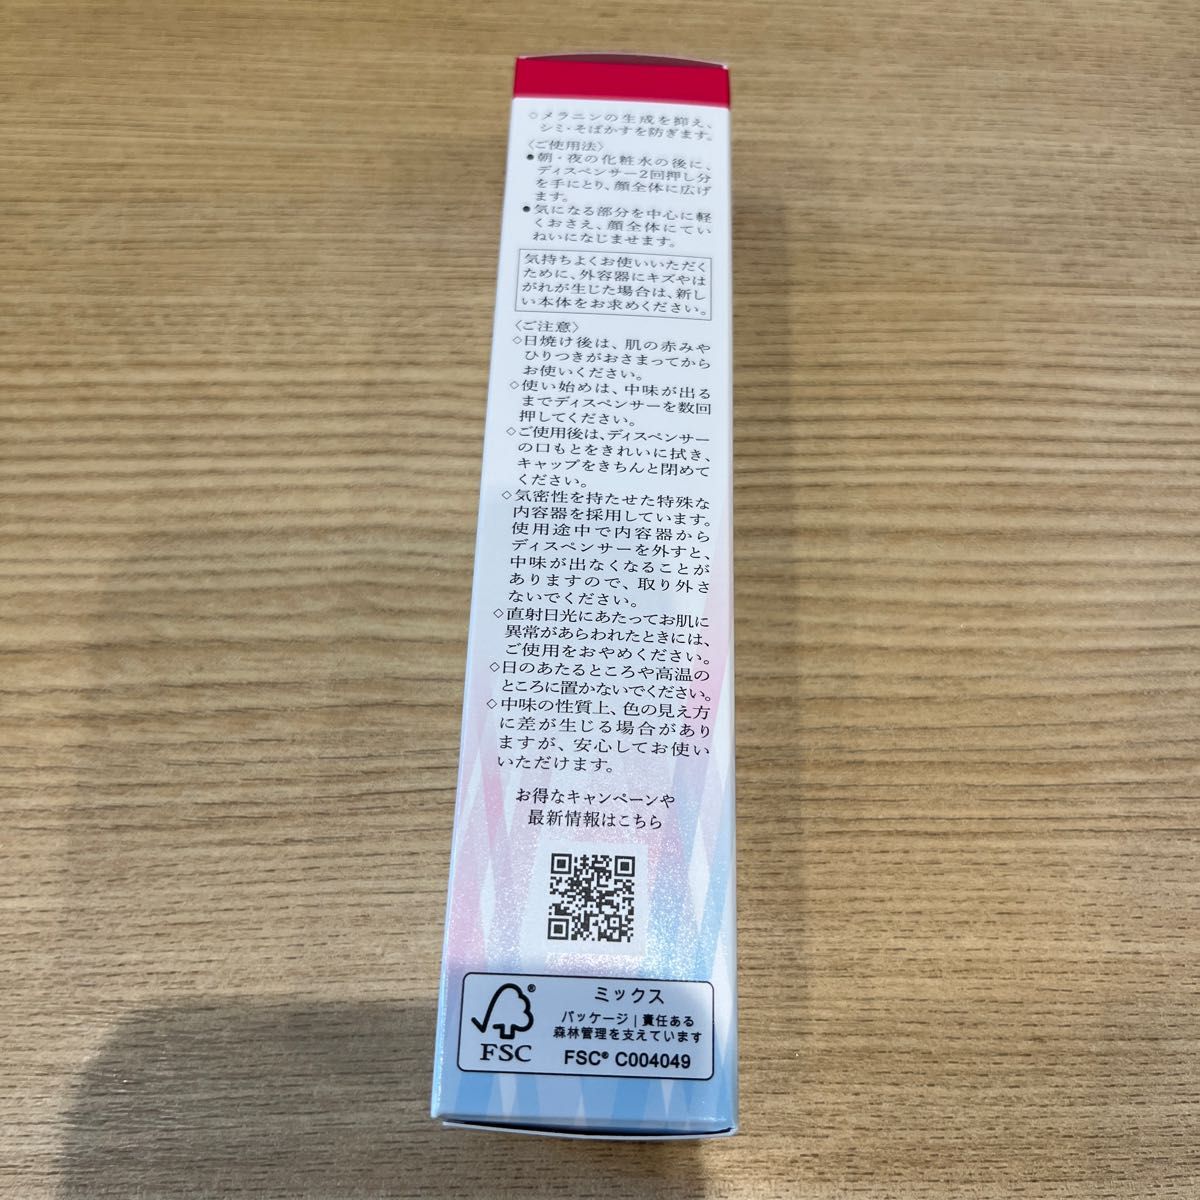 ◇メラニンの生成を抑え、
シミ・そばかすを防ぎます。
〈ご使用法〉
●朝・夜の化粧水の後に、
ディスペンサー2回押し分
を手にとり、顔全体に広げ
ます。
●気になる部分を中心に軽
くおさえ、顔全体にてい
ねいになじませます。
気持ちよくお使いいただく
ために、外容器にキズやは
がれが生じた場合は、新し
い本体をお求めください。
〈ご注意〉
◇日焼け後は、肌の赤みや
ひりつきがおさまってから
お使いください。
◇使い始めは、中味が出る
までディスペンサーを数回
押してください。
◇ご使用後は、ディスペンサー
の口もとをきれいに拭き、
キャップをきちんと閉めて
ください。
◇気密性を持たせた特殊な
内容器を採用しています。
使用途中で内容器から
ディスペンサーを外すと、
中味が出なくなることが
ありますので、取り外さ
ないでください。
◇直射日光にあたってお肌に
異常があらわれたときには、
ご使用をおやめください。
◇日のあたるところや高温の
ところに置かないでください。
◇中味の性質上、色の見え方
に差が生じる場合があり
ますが、安心してお使い
いただけます。
お得なキャンペーンや
最新情報はこちら
ミックス
パッケージ|責任ある
森林管理を支えています
FSC® C004049
®
FSC